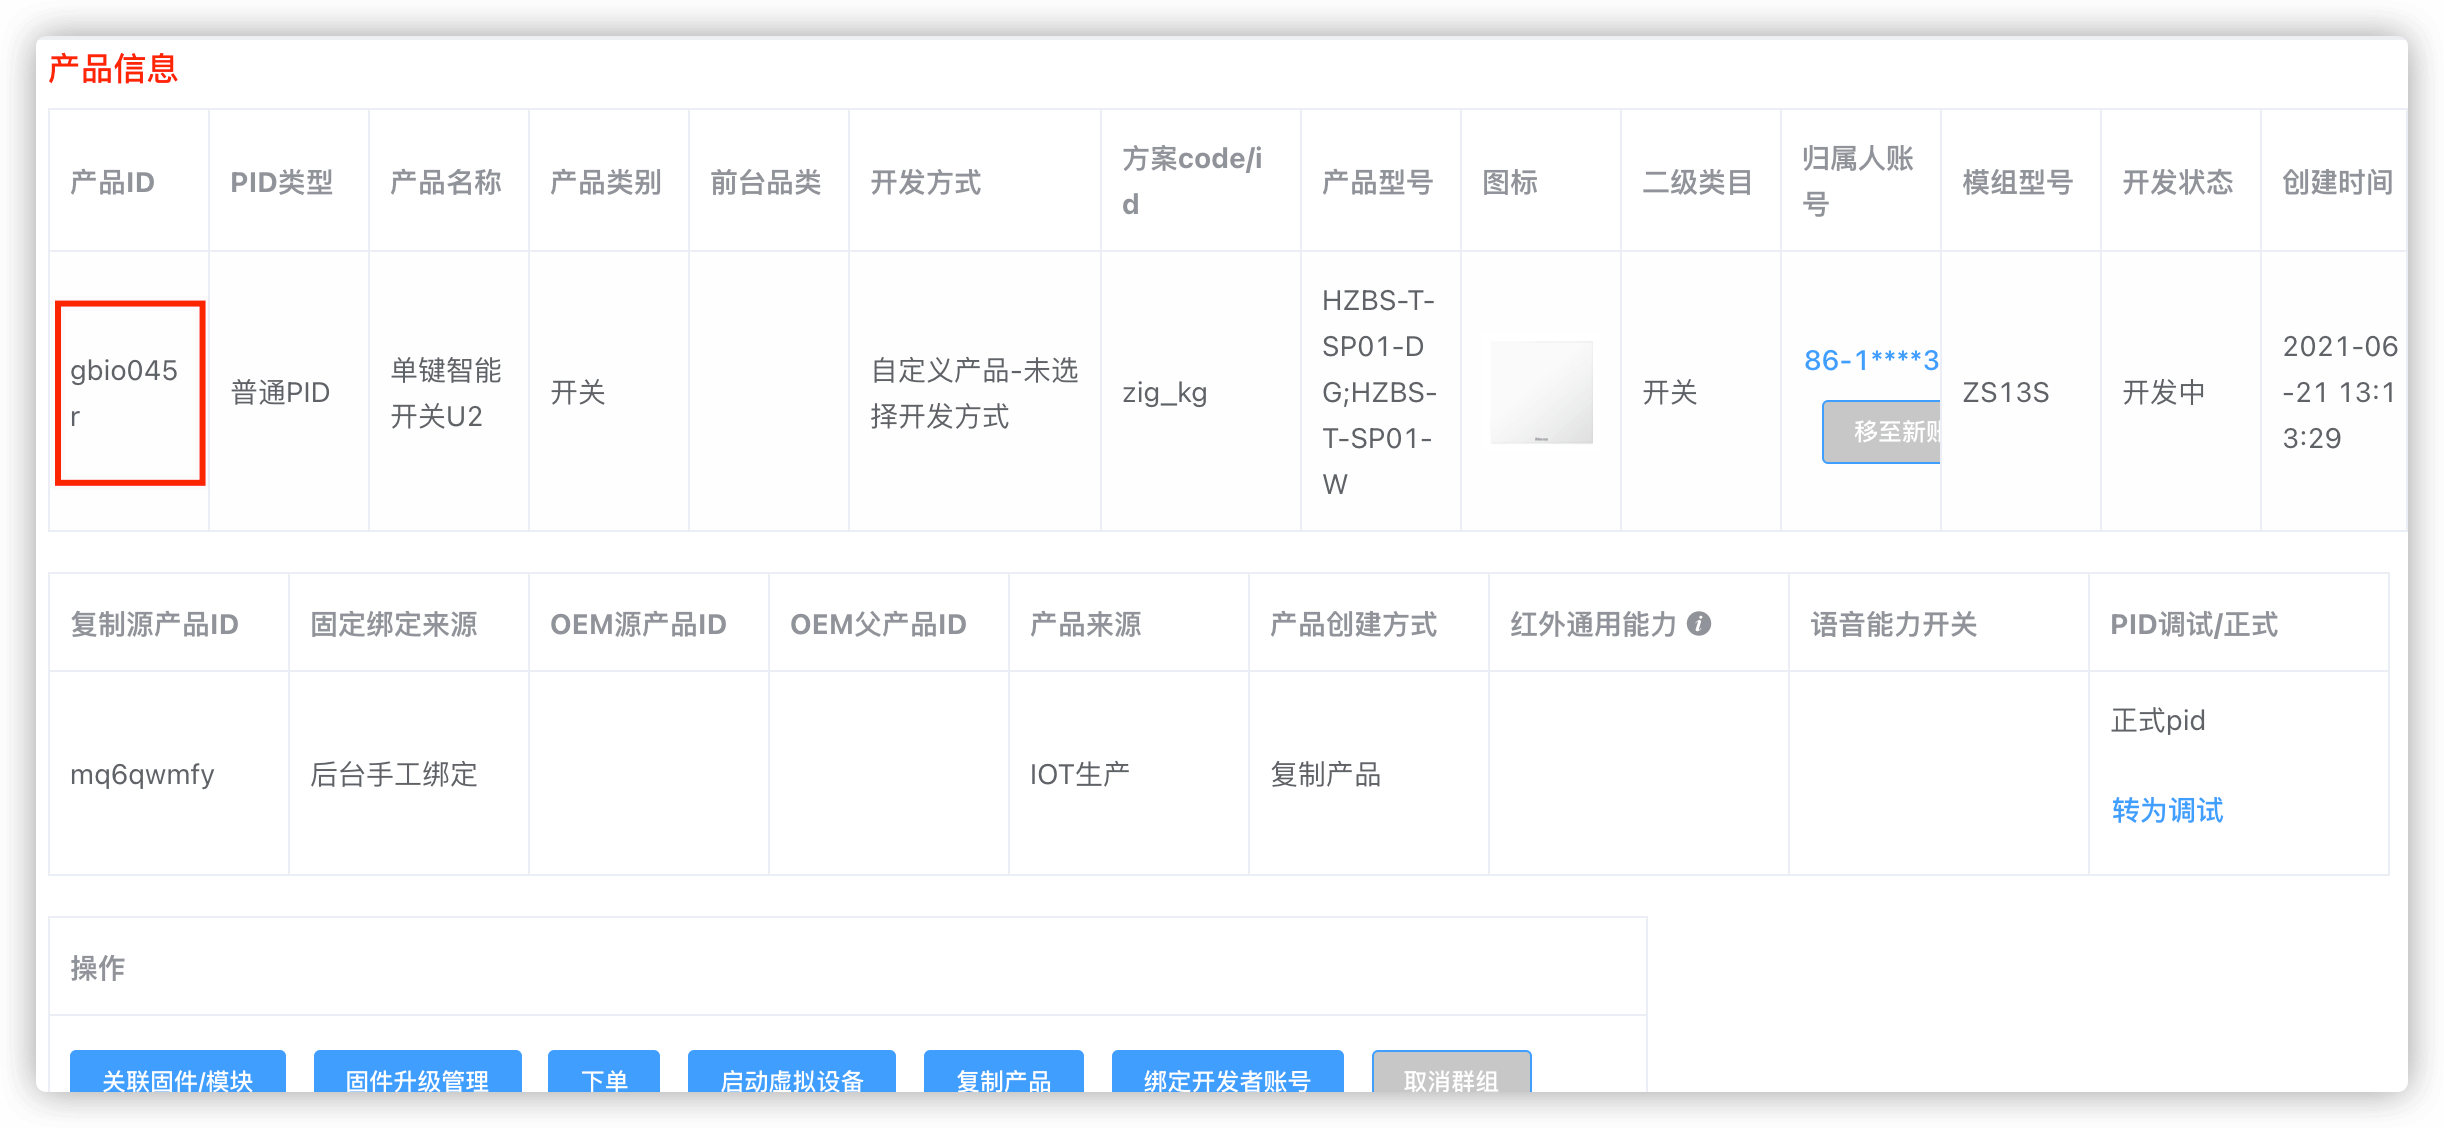 产品信息
产品ID
PID类型
产品名称
产品类别
前台品类
开发方式
方案code/i
d
产品型号
图标
二级类目
归属人账
号
模组型号
开发状态
创建时间
gbio045
r
普通PID
单键智能
开关U2
开关
自定义产品-未选
择开发方式
zig_kg
HZBS-T-
SP01-D
G;HZBS-
T-SP01-
W
开关
86-1****3
移至新账
ZS13S
开发中
2021-06
-21 13:1
3:29
复制源产品ID
固定绑定来源
OEM源产品ID
OEM父产品ID
产品来源
产品创建方式
红外通用能力
语音能力开关
PID调试/正式
mq6qwmfy
后台手工绑定
IOT生产
复制产品
正式pid
转为调试
操作
关联固件/模块
固件升级管理
下单
启动虚拟设备
复制产品
绑定开发者账号
取消群组